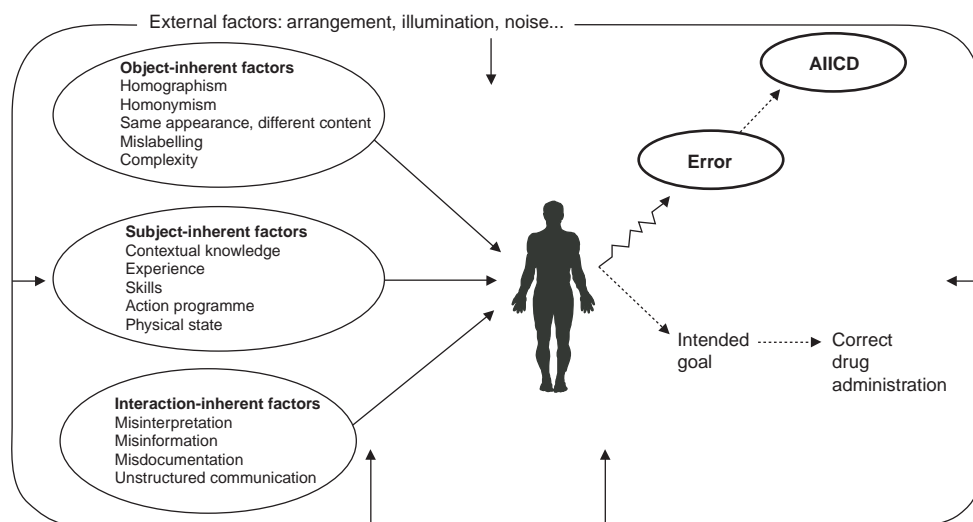 External factors: arrangement, illumination, noise...
Object-inherent factors
Homographism
Homonymism
Same appearance, different content
Mislabelling
Complexity
Subject-inherent factors
Contextual knowledge
Experience
Skills
Action programme
Physical state
Interaction-inherent factors
Misinterpretation
Misinformation
Misdocumentation
Unstructured communication
AIICD
Error
Intended
goal
Correct
drug
administration